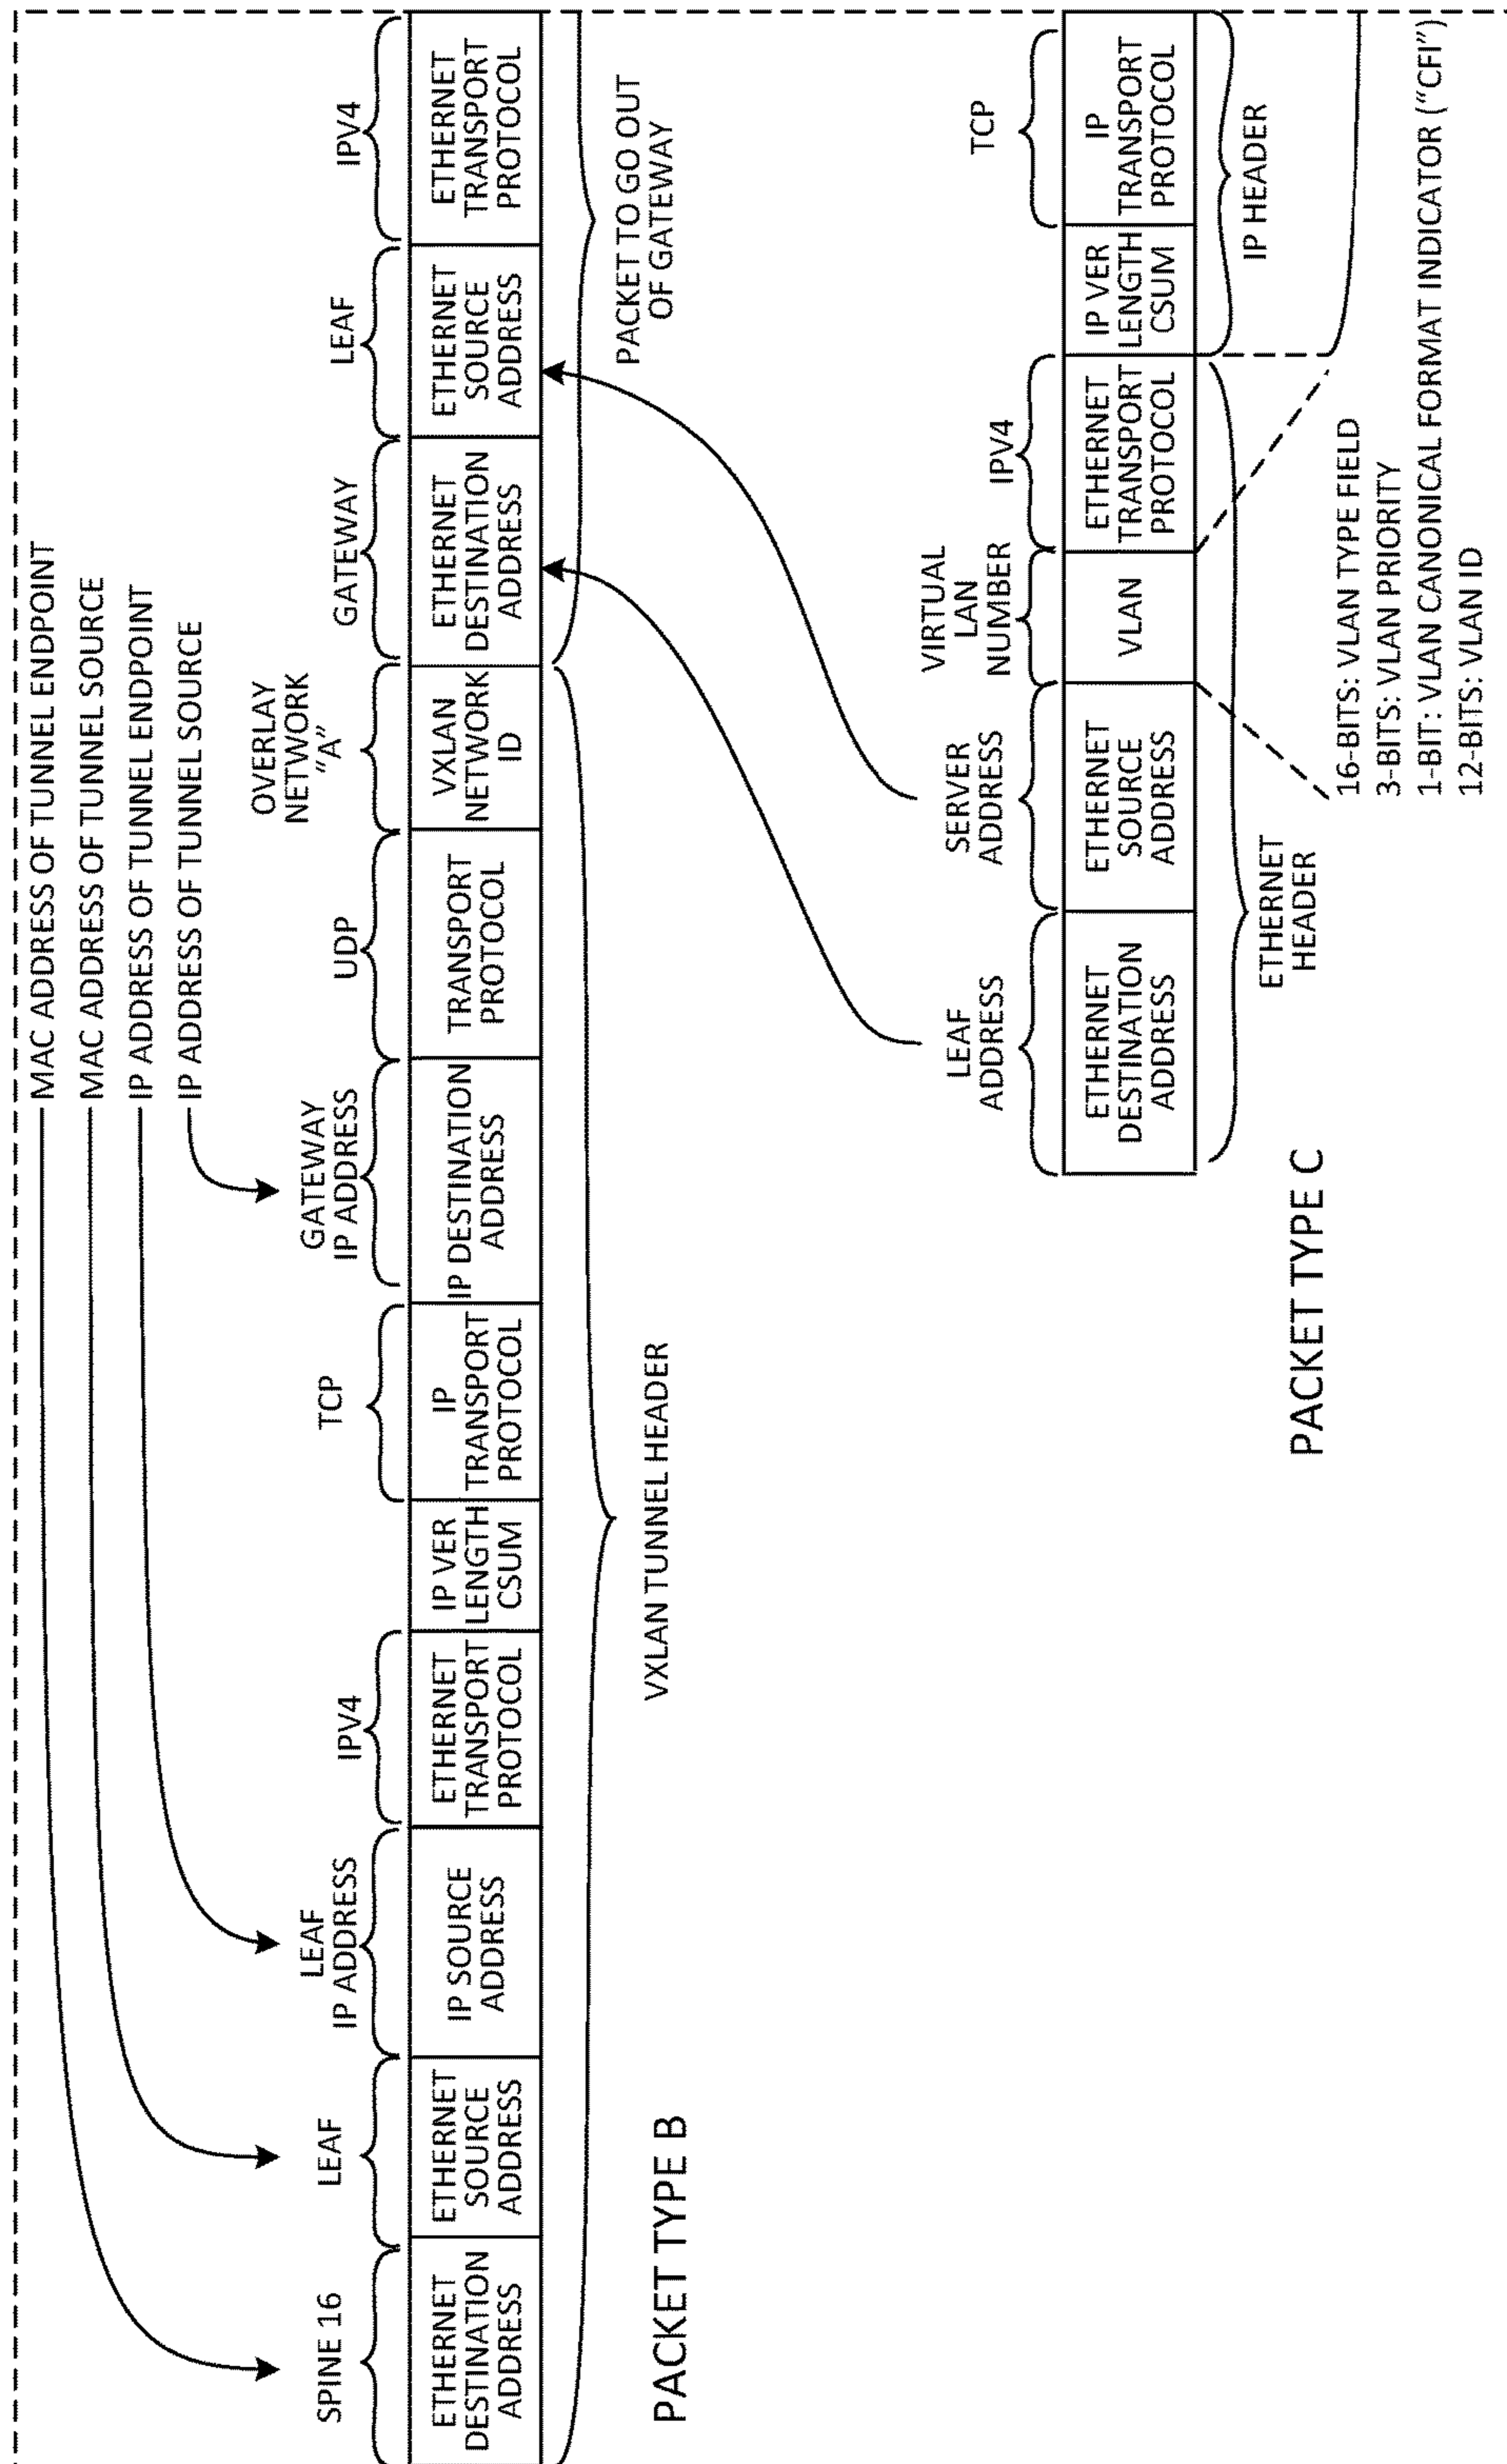 MAC ADDRESS OF TUNNEL ENDPOINT
MAC ADDRESS OF TUNNEL SOURCE
IP ADDRESS OF TUNNEL ENDPOINT
IP ADDRESS OF TUNNEL SOURCE
SPINE 16
LEAF
LEAF
IP ADDRESS
IPV4
TCP
GATEWAY
IP ADDRESS
UDP
OVERLAY
NETWORK
“A”
GATEWAY
LEAF
IPV4
ETHERNET
DESTINATION
ADDRESS
ETHERNET
SOURCE
ADDRESS
IP SOURCE
ADDRESS
ETHERNET
TRANSPORT
PROTOCOL
IP VER
LENGTH
CSUM
IP
TRANSPORT
PROTOCOL
IP DESTINATION
ADDRESS
TRANSPORT
PROTOCOL
VXLAN
NETWORK
ID
ETHERNET
DESTINATION
ADDRESS
ETHERNET
SOURCE
ADDRESS
ETHERNET
TRANSPORT
PROTOCOL
VXLAN TUNNEL HEADER
PACKET TO GO OUT
OF GATEWAY
PACKET TYPE B
LEAF
ADDRESS
SERVER
ADDRESS
VIRTUAL
LAN
NUMBER
IPV4
TCP
ETHERNET
DESTINATION
ADDRESS
ETHERNET
SOURCE
ADDRESS
VLAN
ETHERNET
TRANSPORT
PROTOCOL
IP VER
LENGTH
CSUM
IP
TRANSPORT
PROTOCOL
ETHERNET
HEADER
IP HEADER
PACKET TYPE C
16-BITS: VLAN TYPE FIELD
3-BITS: VLAN PRIORITY
1-BIT: VLAN CANONICAL FORMAT INDICATOR (“CFI”)
12-BITS: VLAN ID